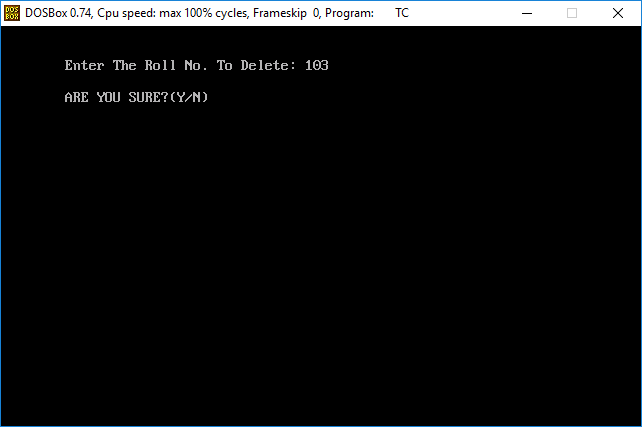 DOS BOX
DOSBox 0.74, Cpu speed: max 100% cycles, Frameskip 0, Program: TC
Enter The Roll No. To Delete: 103
ARE YOU SURE?(Y/N)